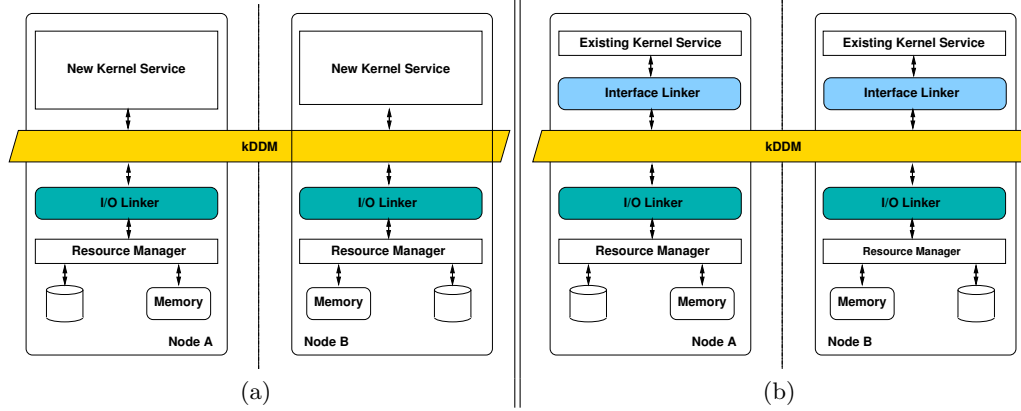 New Kernel Service
New Kernel Service
kDDM
I/O Linker
I/O Linker
Resource Manager
Resource Manager
Memory
Memory
Node A
Node B
(a)
Existing Kernel Service
Existing Kernel Service
Interface Linker
Interface Linker
kDDM
I/O Linker
I/O Linker
Resource Manager
Resource Manager
Memory
Memory
Node A
Node B
(b)